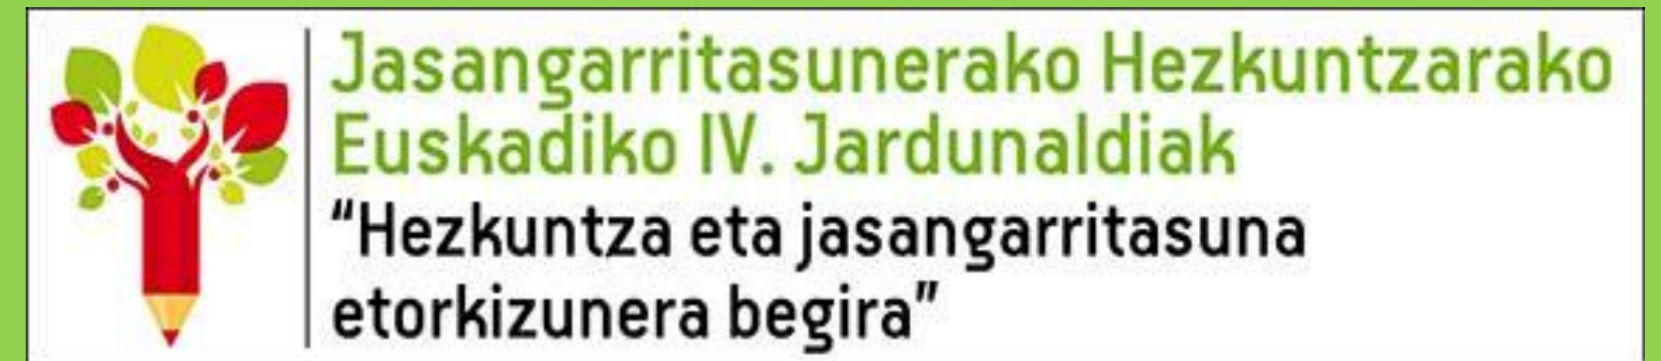 Jasangarritasunerako Hezkuntzarako
Euskadiko IV. Jardunaldiak
“Hezkuntza eta jasangarritasuna
etorkizunera begira”